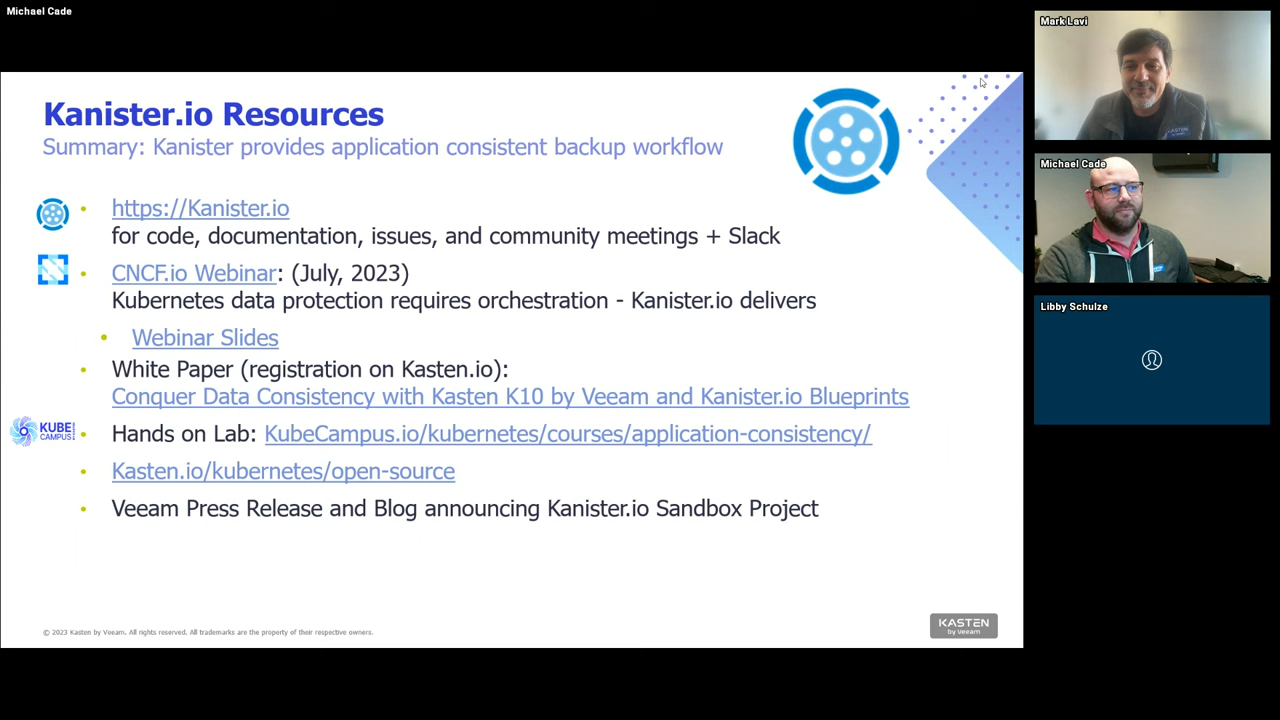 Michael Cade
Kanister.io Resources
Summary: Kanister provides application consistent backup workflow
https://Kanister.io
for code, documentation, issues, and community meetings + Slack
CNCF.io Webinar: (July, 2023)
Kubernetes data protection requires orchestration - Kanister.io delivers
Webinar Slides
White Paper (registration on Kasten.io):
Conquer Data Consistency with Kasten K10 by Veeam and Kanister.io Blueprints
KUBE
CAMPUS
Hands on Lab: KubeCampus.io/kubernetes/courses/application-consistency/
Kasten.io/kubernetes/open-source
Veeam Press Release and Blog announcing Kanister.io Sandbox Project
© 2023 Kasten by Veeam. All rights reserved. All trademarks are the property of their respective owners.
KASTEN
by veeam
Mark Lavi
KASTEN
Michael Cade
Libby Schulze